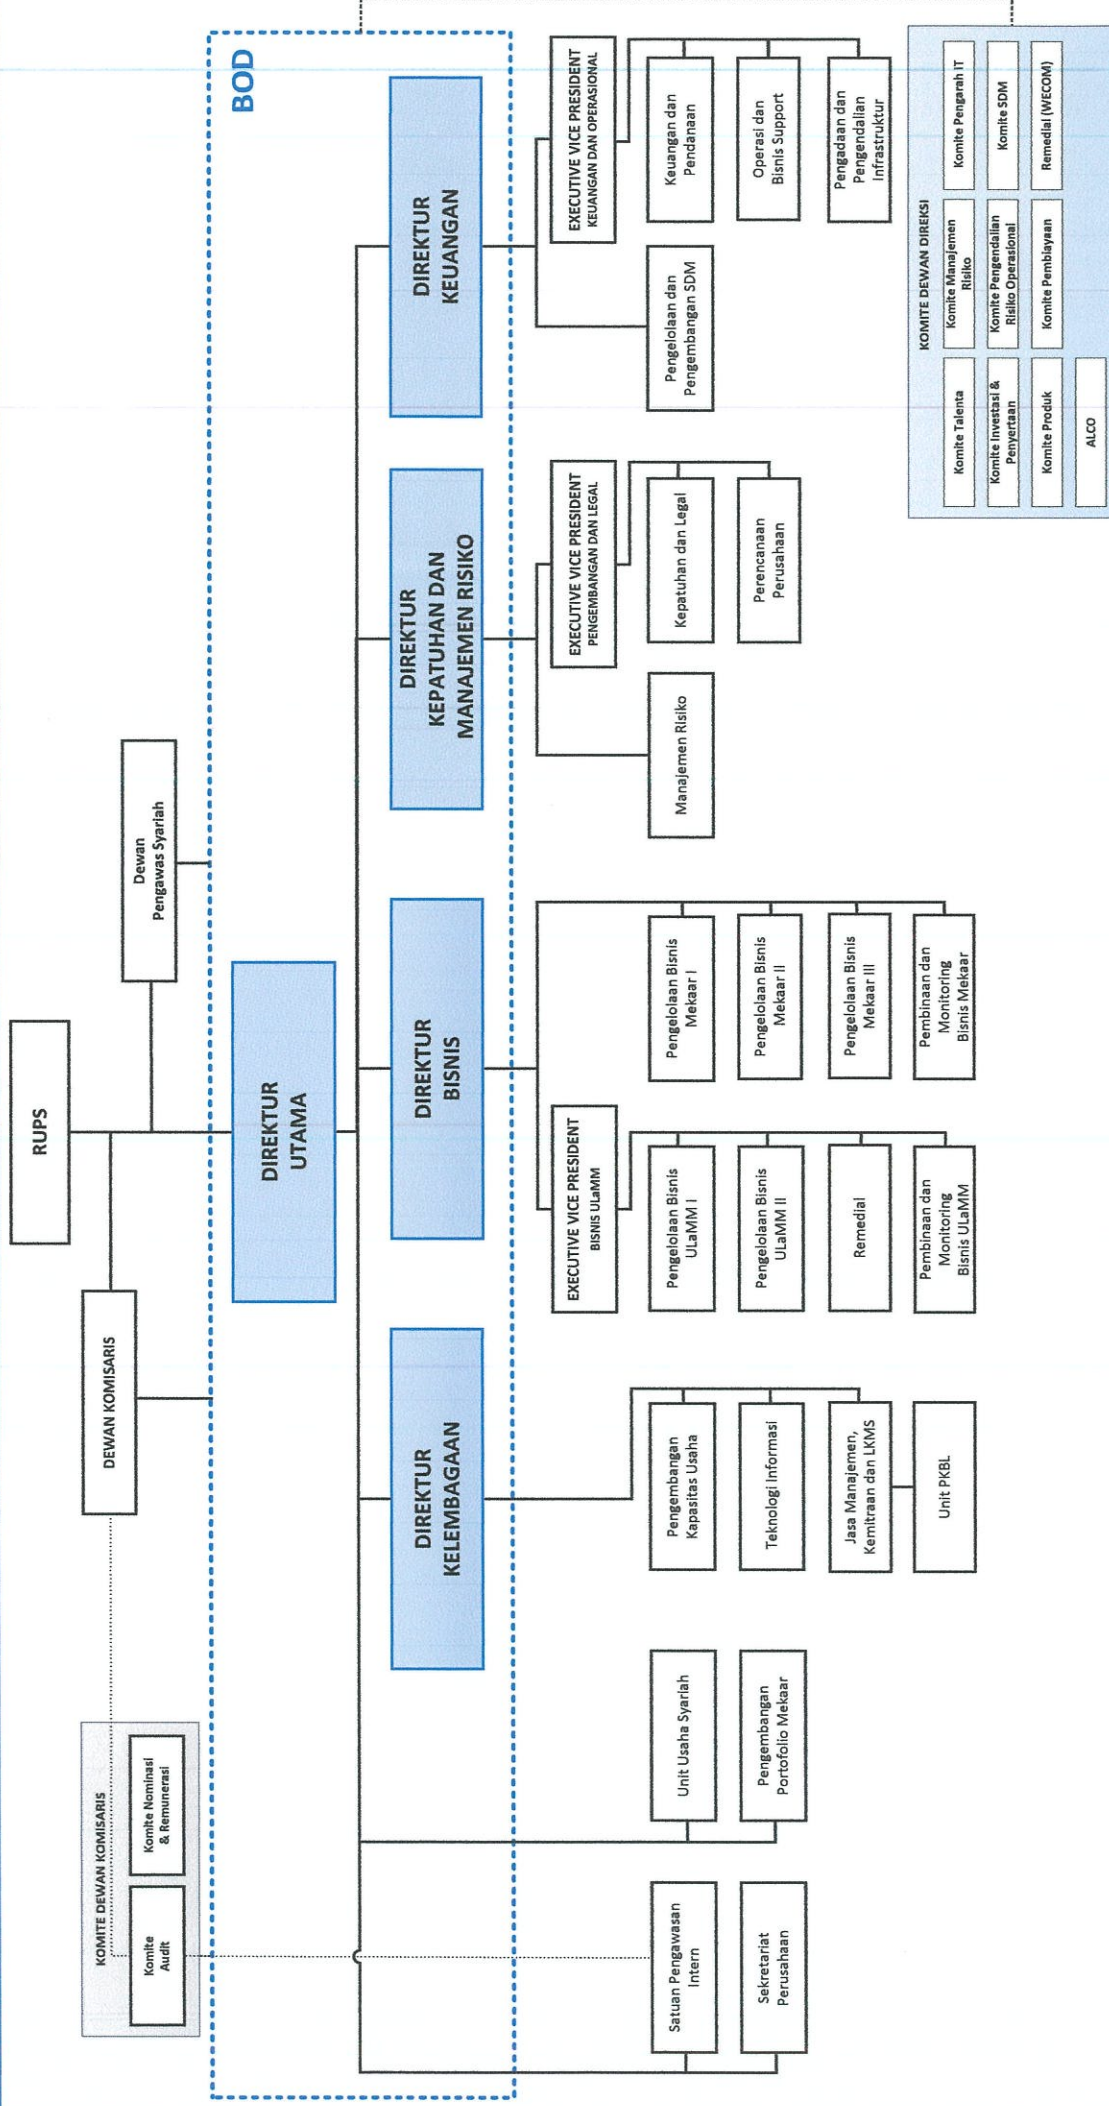 RUPS
DEWAN KOMISARIS
Dewan
Pengawas Syariah
KOMITE DEWAN KOMISARIS
Komite
Audit
Komite Nominasi
& Remunerasi
BOD
DIREKTUR
UTAMA
DIREKTUR
KELEMBAGAAN
DIREKTUR
BISNIS
DIREKTUR
KEPATUHAN DAN
MANAJEMEN RISIKO
DIREKTUR
KEUANGAN
Satuan Pengawasan
Intern
Sekretariat
Perusahaan
Unit Usaha Syariah
Pengembangan
Portofolio Mekaar
Pengembangan
Kapasitas Usaha
Teknologi Informasi
Jasa Manajemen,
Kemitraan dan LKMS
Unit PKBL
EXECUTIVE VICE PRESIDENT
BISNIS ULaMM
Pengelolaan Bisnis
ULaMM I
Pengelolaan Bisnis
ULaMM II
Remedial
Pembinaan dan
Monitoring
Bisnis ULaMM
Pengelolaan Bisnis
Mekaar I
Pengelolaan Bisnis
Mekaar II
Pengelolaan Bisnis
Mekaar III
Pembinaan dan
Monitoring
Bisnis Mekaar
EXECUTIVE VICE PRESIDENT
PENGEMBANGAN DAN LEGAL
Manajemen Risiko
Kepatuhan dan Legal
Perencanaan
Perusahaan
EXECUTIVE VICE PRESIDENT
KEUANGAN DAN OPERASIONAL
Pengelolaan dan
Pengembangan SDM
Keuangan dan
Pendanaan
Operasi dan
Bisnis Support
Pengadaan dan
Pengendalian
Infrastruktur
KOMITE DEWAN DIREKSI
Komite Talenta
Komite Manajemen
Risiko
Komite Pengarah IT
Komite Investasi &
Penyertaan
Komite Pengendalian
Risiko Operasional
Komite SDM
Komite Produk
Komite Pembiayaan
Remedial (WECOM)
ALCO